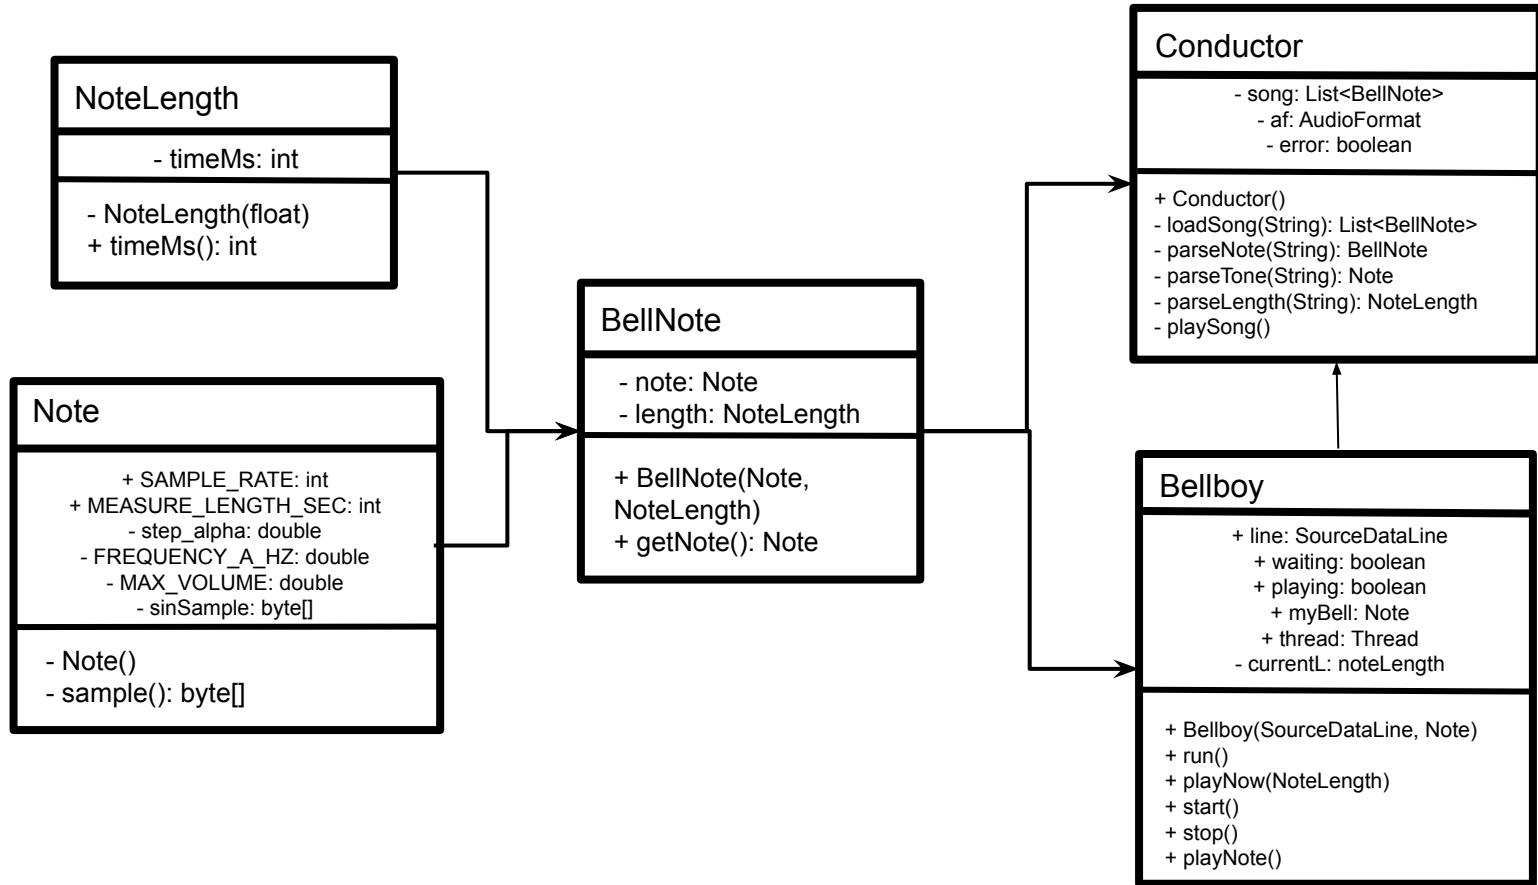 NoteLength
- timeMs: int
- NoteLength(float)
+ timeMs(): int
Note
+ SAMPLE_RATE: int
+ MEASURE_LENGTH_SEC: int
- step_alpha: double
- FREQUENCY_A_HZ: double
- MAX_VOLUME: double
- sinSample: byte[]
- Note()
- sample(): byte[]
BellNote
- note: Note
- length: NoteLength
+ BellNote(Note,
NoteLength)
+ getNote(): Note
Conductor
- song: List<BellNote>
- af: AudioFormat
- error: boolean
+ Conductor()
- loadSong(String): List<BellNote>
- parseNote(String): BellNote
- parseTone(String): Note
- parseLength(String): NoteLength
- playSong()
Bellboy
+ line: SourceDataLine
+ waiting: boolean
+ playing: boolean
+ myBell: Note
+ thread: Thread
- currentL: noteLength
+ Bellboy(SourceDataLine, Note)
+ run()
+ playNow(NoteLength)
+ start()
+ stop()
+ playNote()